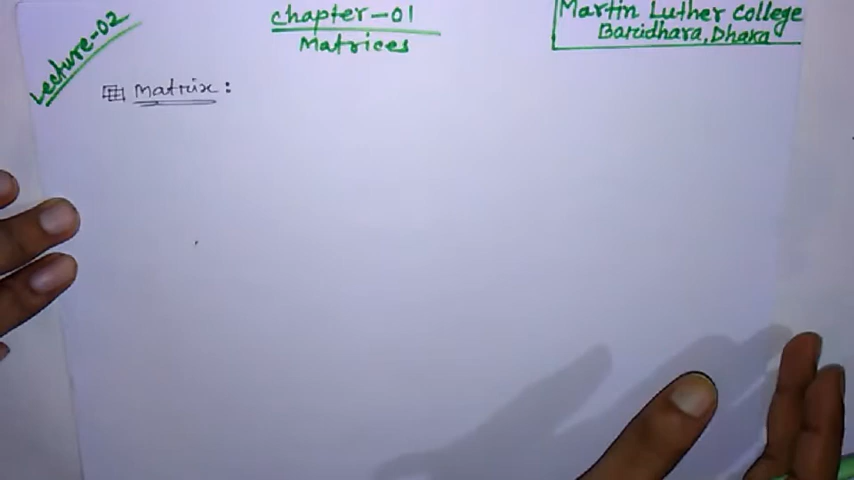 Lecture-02
chapter-01
Matrices
Martin Luther College
Baridhara, Dhaka
Matrix: